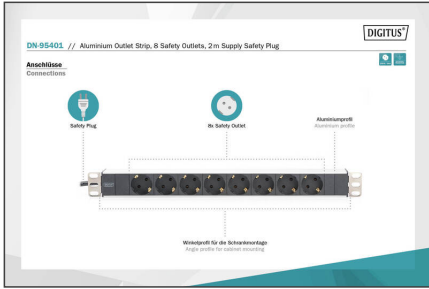 DIGITUS®
DN-95401 // Aluminium Outlet Strip, 8 Safety Outlets, 2 m Supply Safety Plug
Anschlüsse
Connections
Safety Plug
8x Safety Outlet
Aluminiumprofil
Aluminium profile
Winkelprofil für die Schrankmontage
Angle profile for cabinet mounting